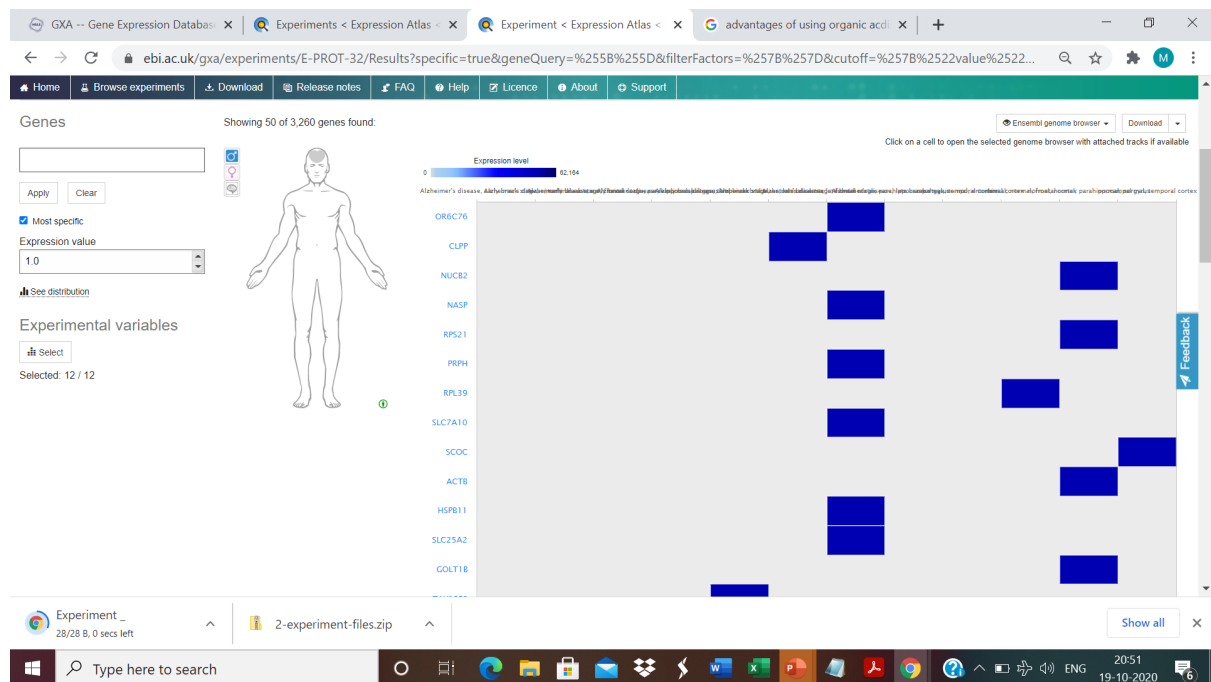 GXA -- Gene Expression Databas
Experiments < Expression Atlas <
Experiment < Expression Atlas <
advantages of using organic acdi
ebi.ac.uk/gxa/experiments/E-PROT-32/Results?specific=true&geneQuery=%255B%255D&filterFactors=%257B%257D&cutoff=%257B%2522value%2522...
M
Home Browse experiments Download Release notes FAQ Help Licence About Support
Genes
Showing 50 of 3,260 genes found:
Ensembl genome browser
Download
Click on a cell to open the selected genome browser with attached tracks if available
Expression level
0
62,164
Apply
Clear
Most specific
Expression value
1.0
See distribution
Experimental variables
Select
Selected: 12 / 12
Alzheimer's disease,
temporal cortex
OR6C76
CLPP
NUCB2
NASP
RPS21
PRPH
RPL39
SLC7A10
SCOC
ACTB
HSPB11
SLC25A2
GOLT1B
Feedback
Experiment _
28/28 B, 0 secs left
2-experiment-files.zip
Show all
Type here to search
ENG
20:51
19-10-2020
6